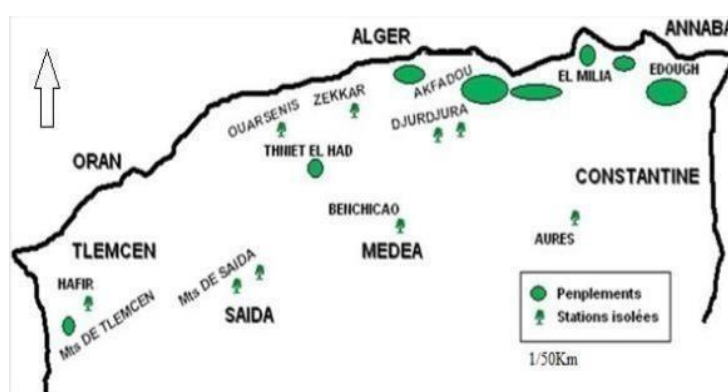 ANNABA
ALGER
EL MILIA
EDOUGH
AKFADOU
ZEKKAR
OUARSENIS
DJURDJURA
THNIET EL HAD
ORAN
CONSTANTINE
BENCHICAO
AURES
TLEMCEN
MEDEA
HAFIR
Mts DE SAIDA
Mts DE TLEMCEN
SAIDA
Penplements
Stations isolées
1/50Km